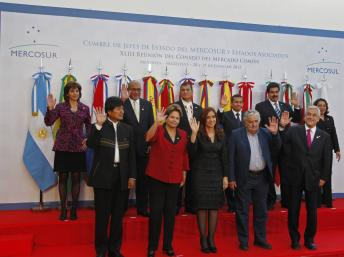 Cumbre de Jefes de Estado del MERCOSUR y Estados Asociados
XLIII Reunión del Consejo del Mercado Común
MERCOSUR
MERCOSUL